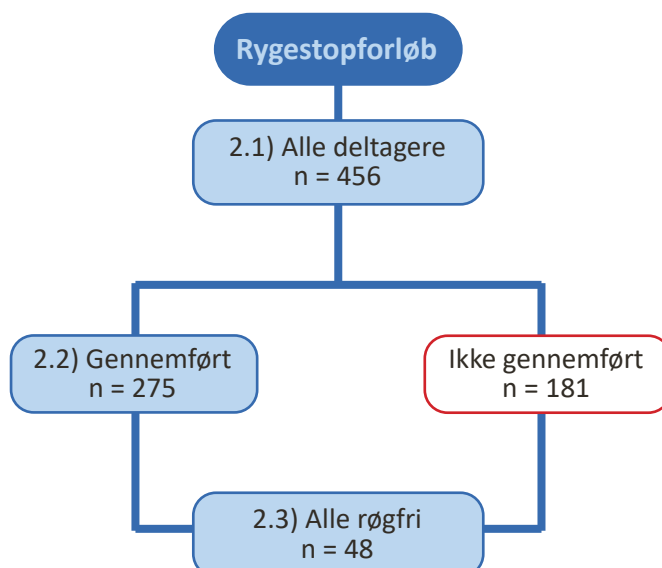 Rygestopforløb
2.1) Alle deltagere
n = 456
2.2) Gennemført
n = 275
Ikke gennemført
n = 181
2.3) Alle røgfri
n = 48